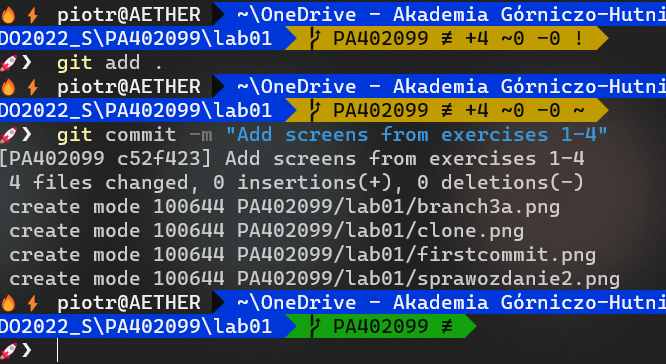 piotr@AETHER ~\OneDrive - Akademia Górniczo-Hutni
DO2022_S\PA402099\lab01 PA402099 ≢ +4 ~0 -0 !
❯ git add .
piotr@AETHER ~\OneDrive - Akademia Górniczo-Hutni
DO2022_S\PA402099\lab01 PA402099 ≢ +4 ~0 -0 ~
❯ git commit -m "Add screens from exercises 1-4"
[PA402099 c52f423] Add screens from exercises 1-4
4 files changed, 0 insertions(+), 0 deletions(-)
create mode 100644 PA402099/lab01/branch3a.png
create mode 100644 PA402099/lab01/clone.png
create mode 100644 PA402099/lab01/firstcommit.png
create mode 100644 PA402099/lab01/sprawozdanie2.png
piotr@AETHER ~\OneDrive - Akademia Górniczo-Hutni
DO2022_S\PA402099\lab01 PA402099 ≢
❯